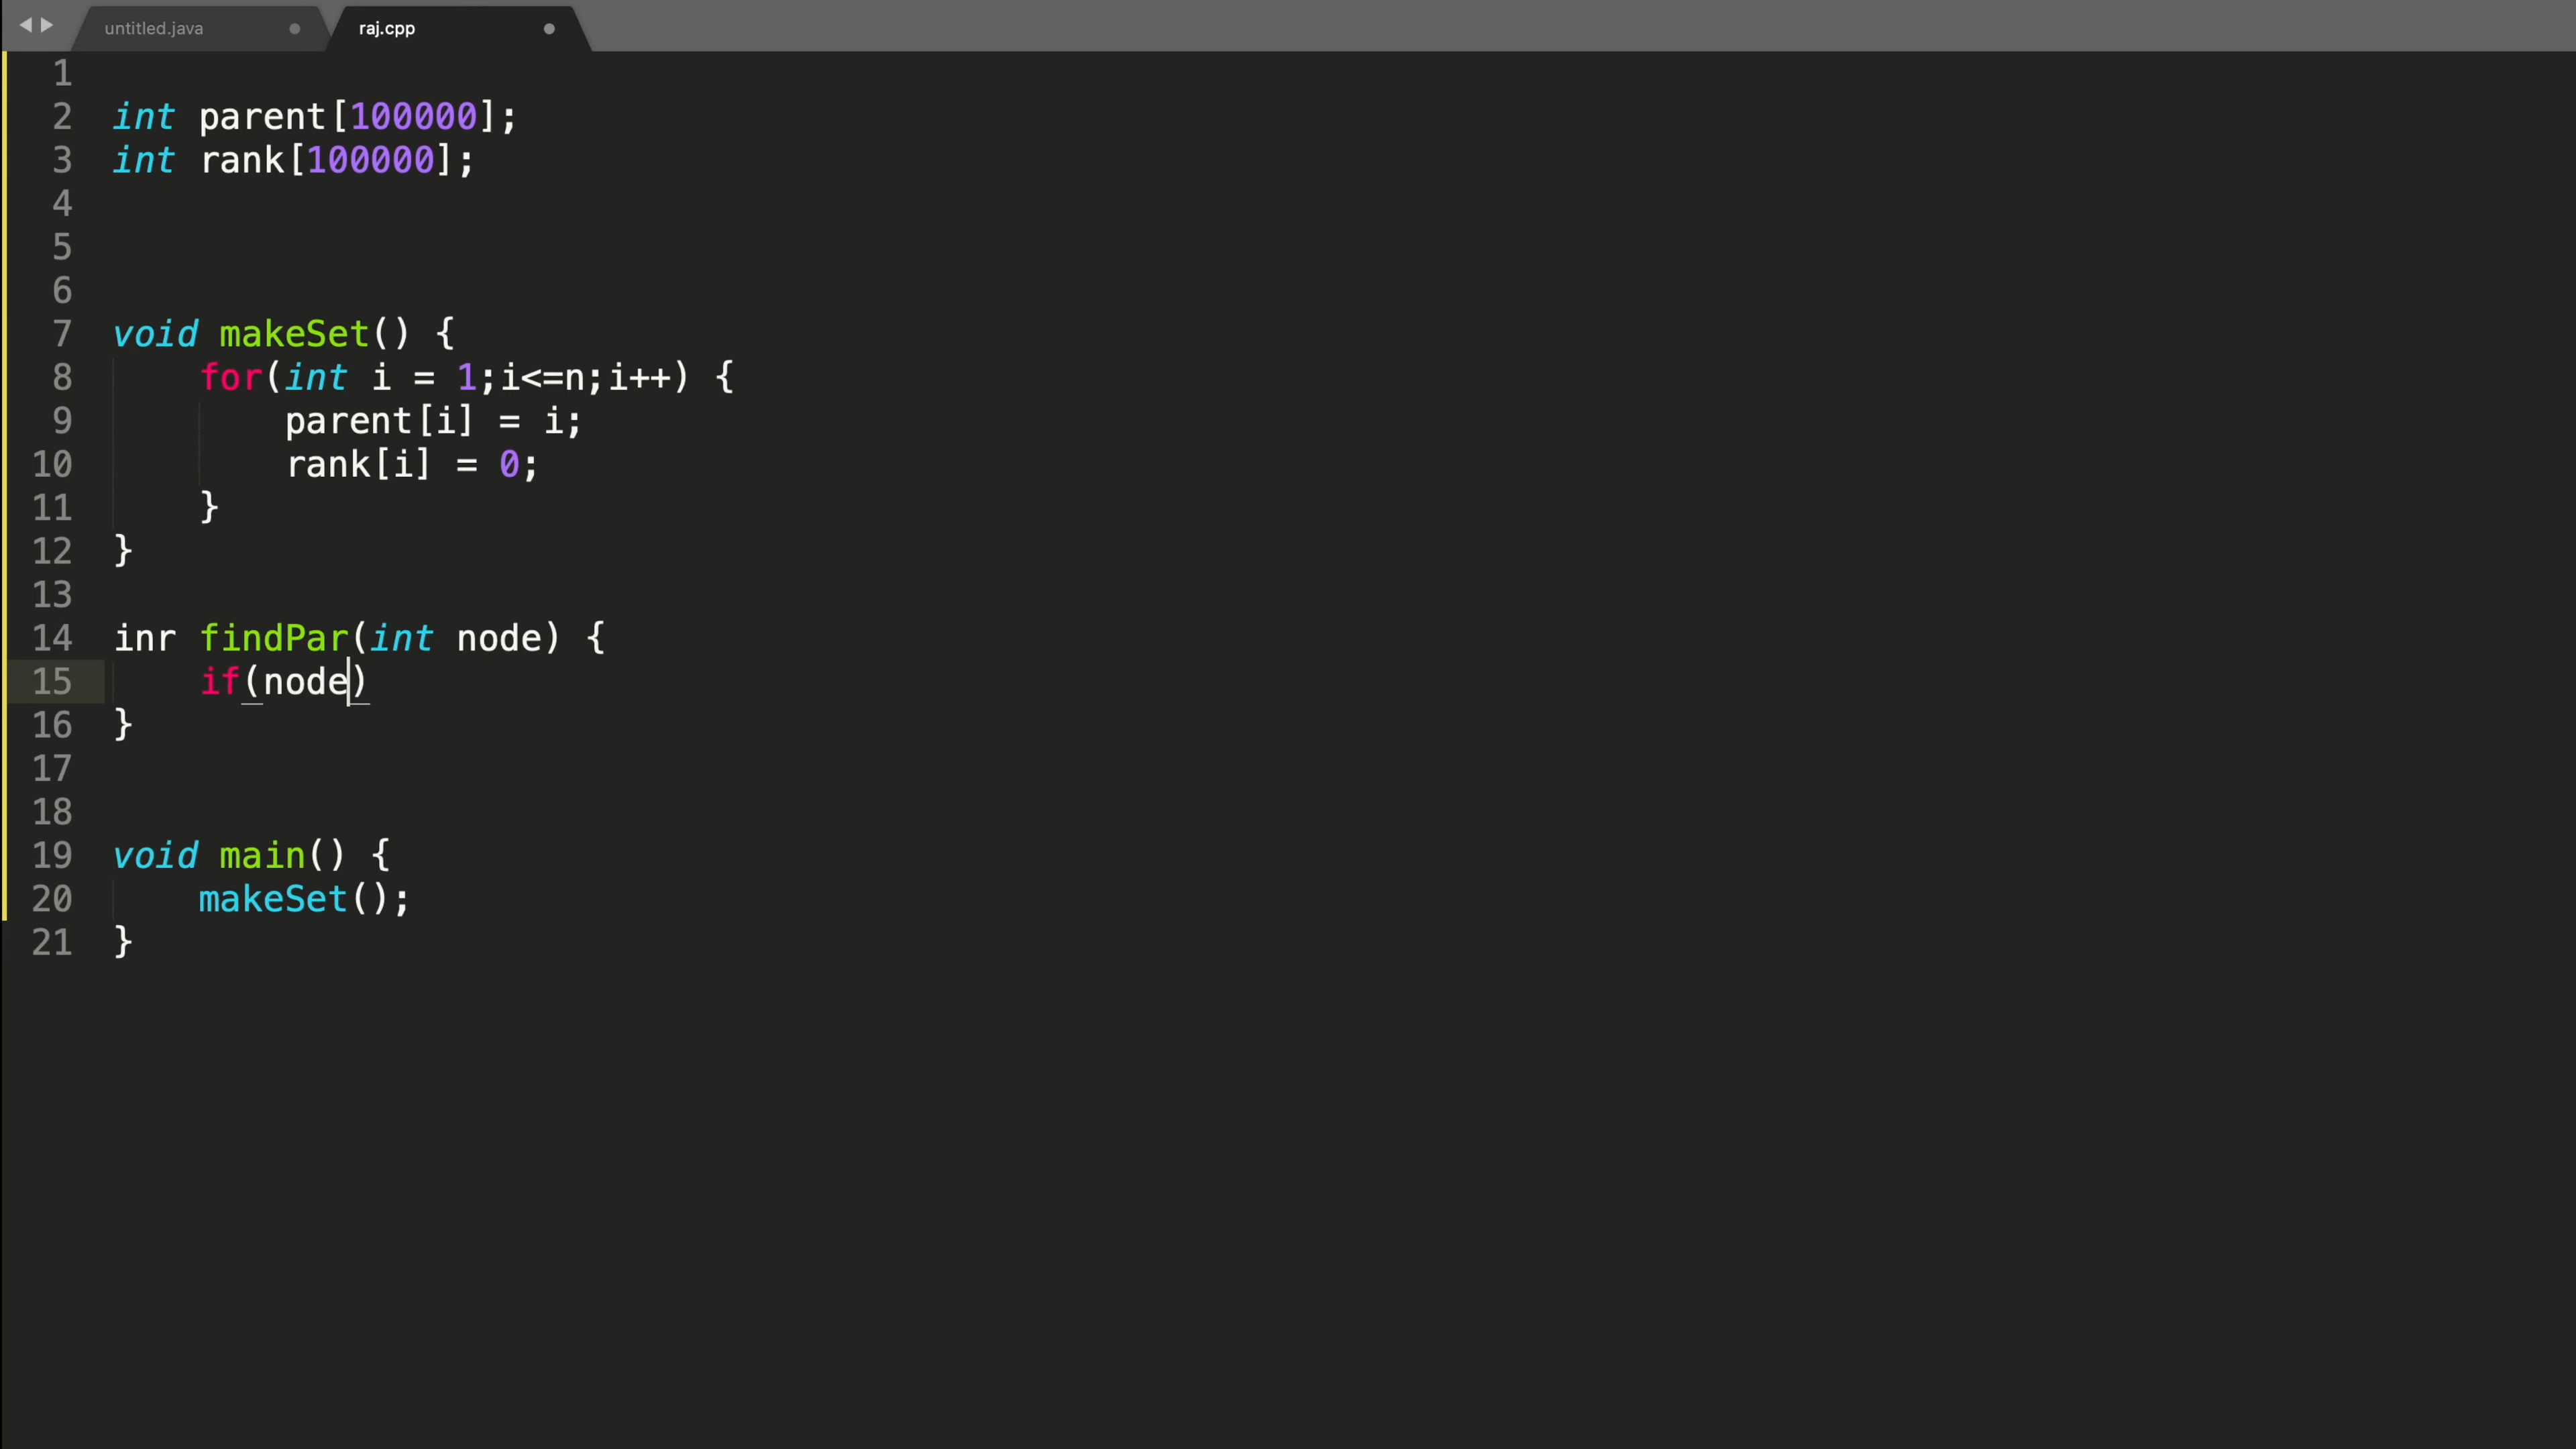 untitled.java
raj.cpp
1
2 int parent[100000];
3 int rank[100000];
4
5
6
7 void makeSet() {
8 for(int i = 1;i<=n;i++) {
9 parent[i] = i;
10 rank[i] = 0;
11 }
12 }
13
14 inr findPar(int node) {
15 if(node)
16 }
17
18
19 void main() {
20 makeSet();
21 }